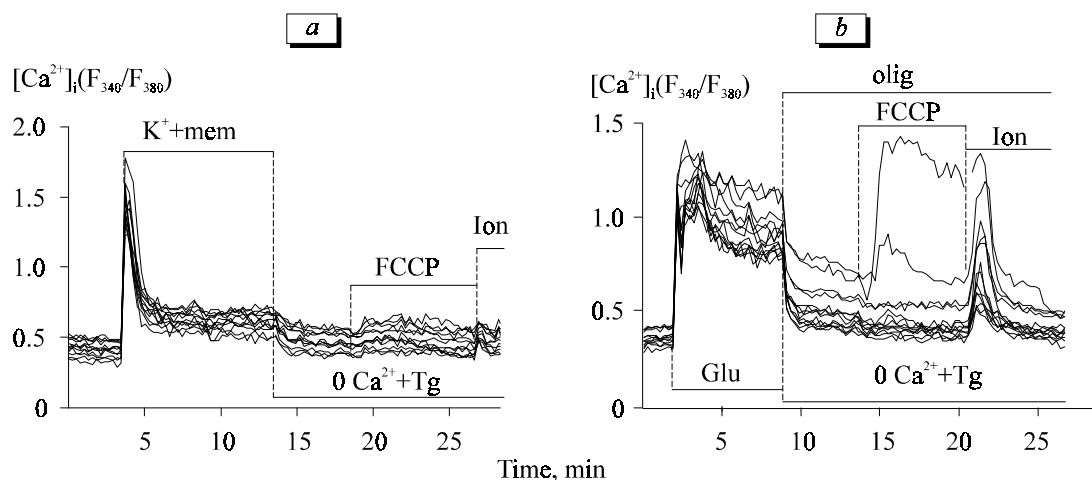 a
[Ca²⁺]ᵢ(F₃₄₀/F₃₈₀)
2.0
1.5
1.0
0.5
0
K⁺+mem
FCCP
Ion
0 Ca²⁺+Tg
5 10 15 20 25
b
[Ca²⁺]ᵢ(F₃₄₀/F₃₈₀)
1.5
1.0
0.5
0
olig
FCCP
Ion
Glu
0 Ca²⁺+Tg
5 10 15 20 25
Time, min